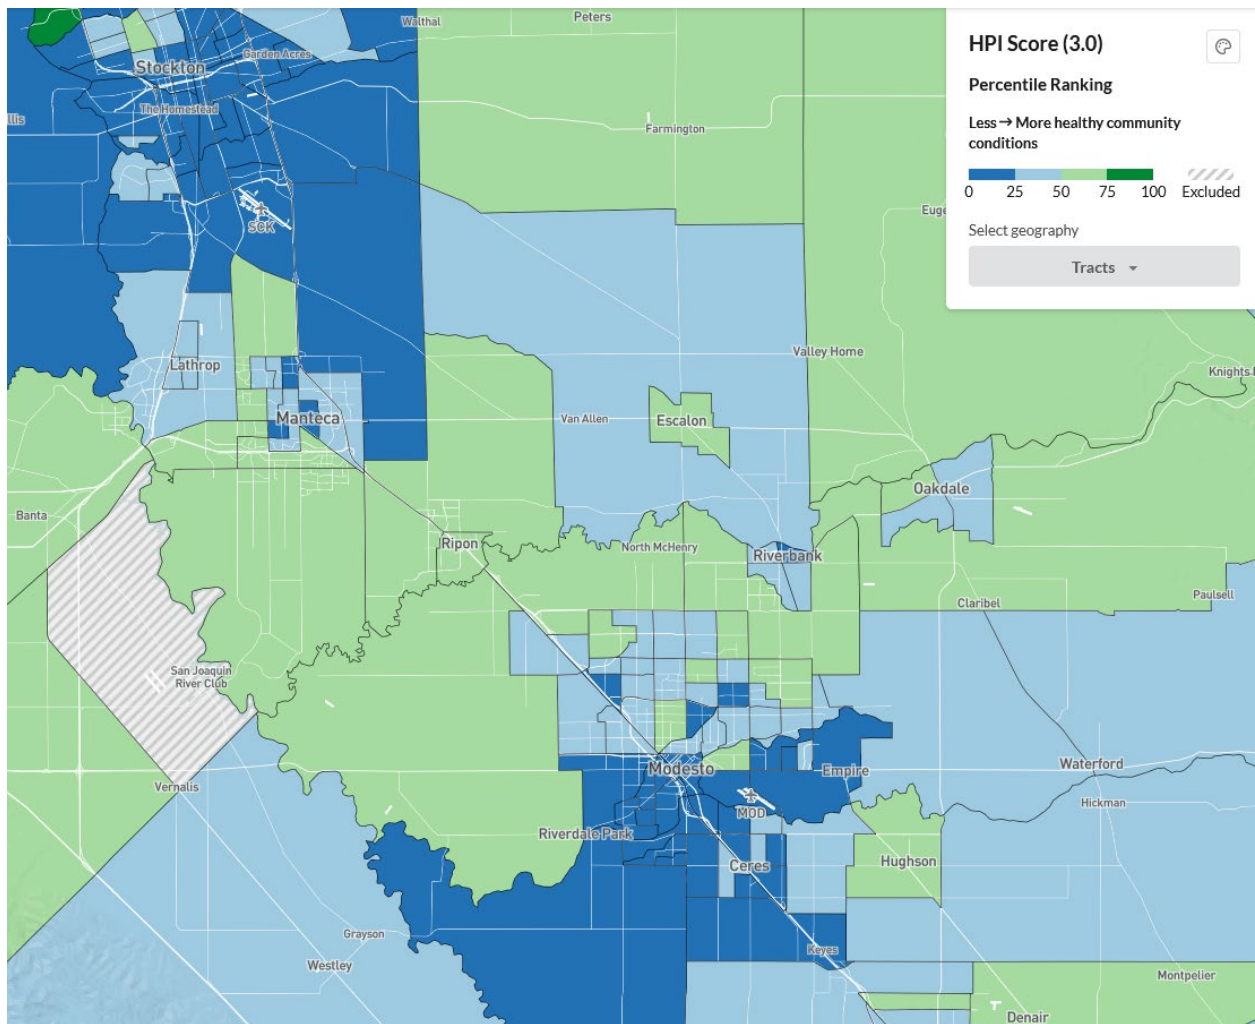 HPI Score (3.0)
Percentile Ranking
Less → More healthy community
conditions
0 25 50 75 100 Excluded
Select geography
Tracts
Walthal
Peters
Garden Acres
Stockton
The Homestead
Farmington
SCK
Lathrop
Valley Home
Manteca
Van Allen
Escalon
Oakdale
Banta
Ripon
North McHenry
Riverbank
Claribel
Paulsell
San Joaquin
River Club
Vernalis
Modesto
Empire
Waterford
Hickman
MOD
Riverdale Park
Ceres
Hughson
Grayson
Westley
Keyes
Montpelier
Denair